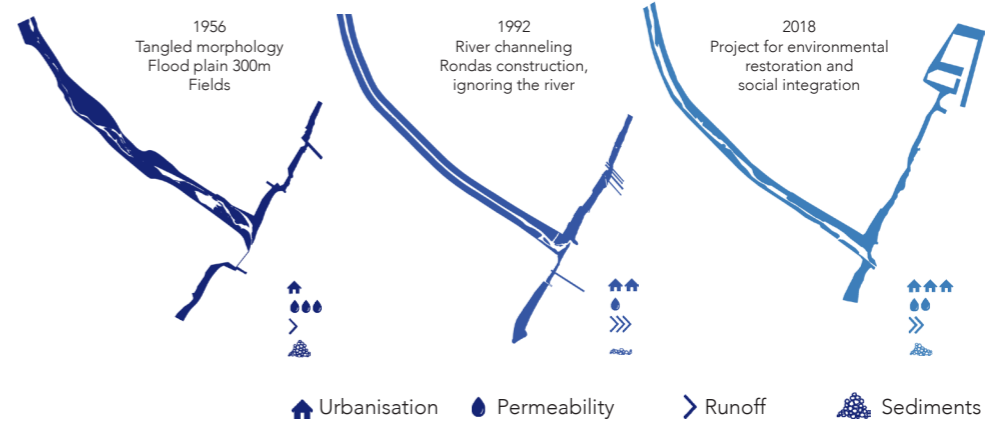 1956
Tangled morphology
Flood plain 300m
Fields
1992
River channeling
Rondas construction,
ignoring the river
2018
Project for environmental
restoration and
social integration
Urbanisation
Permeability
Runoff
Sediments